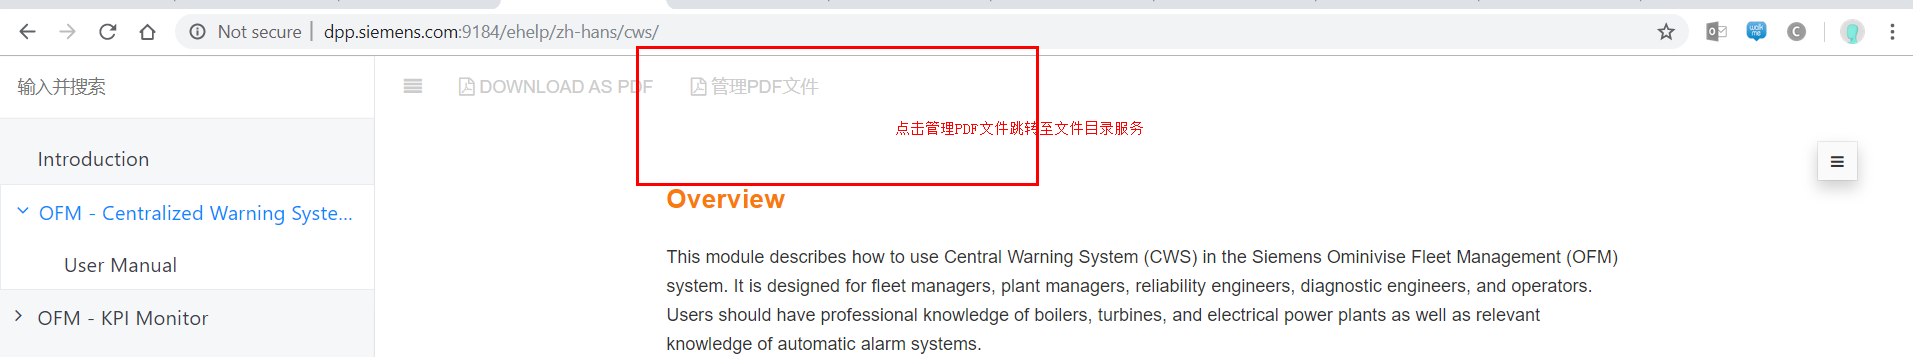 Not secure | dpp.siemens.com:9184/ehelp/zh-hans/cws/
输入并搜索
DOWNLOAD AS PDF 管理PDF文件
点击管理PDF文件跳转至文件目录服务
Introduction
OFM - Centralized Warning Syste...
User Manual
OFM - KPI Monitor
Overview
This module describes how to use Central Warning System (CWS) in the Siemens Ominivise Fleet Management (OFM)
system. It is designed for fleet managers, plant managers, reliability engineers, diagnostic engineers, and operators.
Users should have professional knowledge of boilers, turbines, and electrical power plants as well as relevant
knowledge of automatic alarm systems.